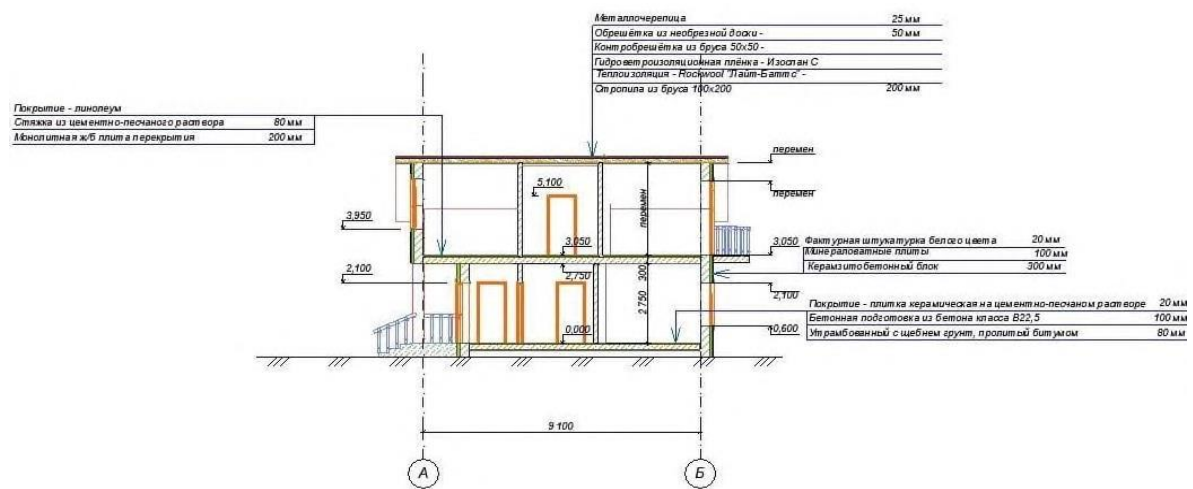 Металлочерепица 25 мм
Обрешётка из необрезной доски - 50 мм
Контробрешётка из бруса 50x50 -
Гидроветроизоляционная плёнка - Изоспан С
Теплоизоляция - Rockwool "Лайт-Баттс" -
Стропила из бруса 100x200 200 мм
Покрытие - линолеум
Стяжка из цементно-песчаного раствора 80 мм
Монолитная ж/б плита перекрытия 200 мм
перемен
5,100
перемен
перемен
3,950
3,050
3,050
Фактурная штукатурка белого цвета 20 мм
Минераловатные плиты 100 мм
Керамзитобетонный блок 300 мм
2,100
2,750
300
2 750
2,100
Покрытие - плитка керамическая на цементно-песчаном растворе 20 мм
Бетонная подготовка из бетона класса В22,5 100 мм
Утрамбованный с щебнем грунт, пролитый битумом 80 мм
0,000
0,600
9 100
А
Б